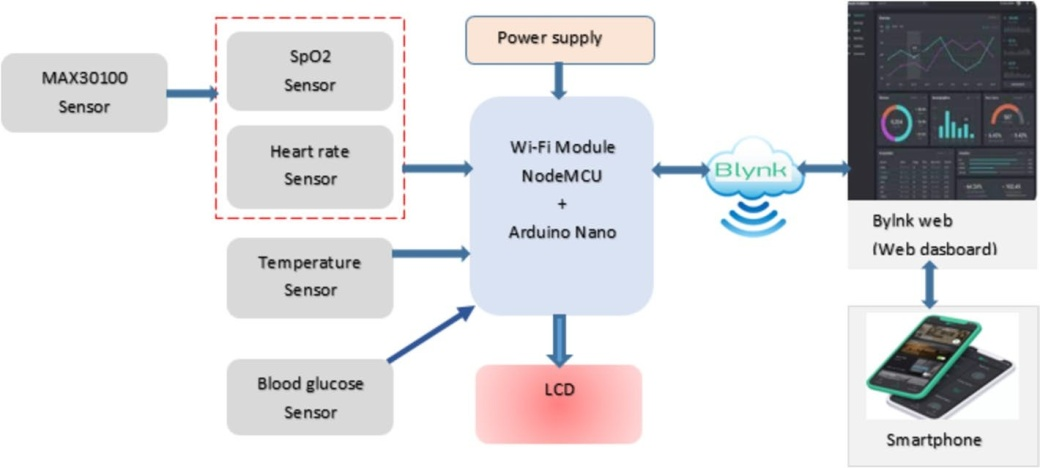 MAX30100
Sensor
SpO2
Sensor
Heart rate
Sensor
Temperature
Sensor
Blood glucose
Sensor
Power supply
Wi-Fi Module
NodeMCU
+
Arduino Nano
LCD
Blynk
Bylnk web
(Web dasboard)
Smartphone